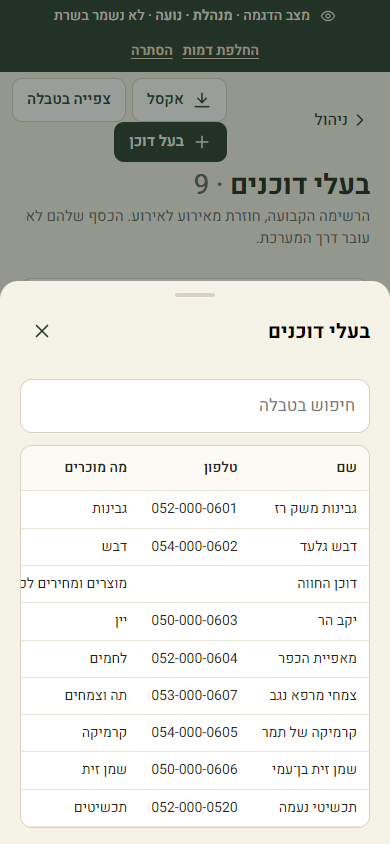 מצב הדגמה · מנהלת · נועה · לא נשמר בשרת
החלפת דמות הסתרה
ניהול
אקסל
צפייה בטבלה
בעל דוכן
בעלי דוכנים · 9
הרשימה הקבועה, חוזרת מאירוע לאירוע. הכסף שלהם לא
עובר דרך המערכת.
בעלי דוכנים
חיפוש בטבלה
שם טלפון מה מוכרים
גבינות משק רז 052-000-0601 גבינות
דבש גלעד 054-000-0602 דבש
דוכן החווה מוצרים ומחירים
יקב הר 050-000-0603 יין
מאפיית הכפר 052-000-0604 לחמים
צמחי מרפא נגב 053-000-0607 תה וצמחים
קרמיקה של תמר 054-000-0605 קרמיקה
שמן זית בן־עמי 050-000-0606 שמן זית
תכשיטי נעמה 052-000-0520 תכשיטים